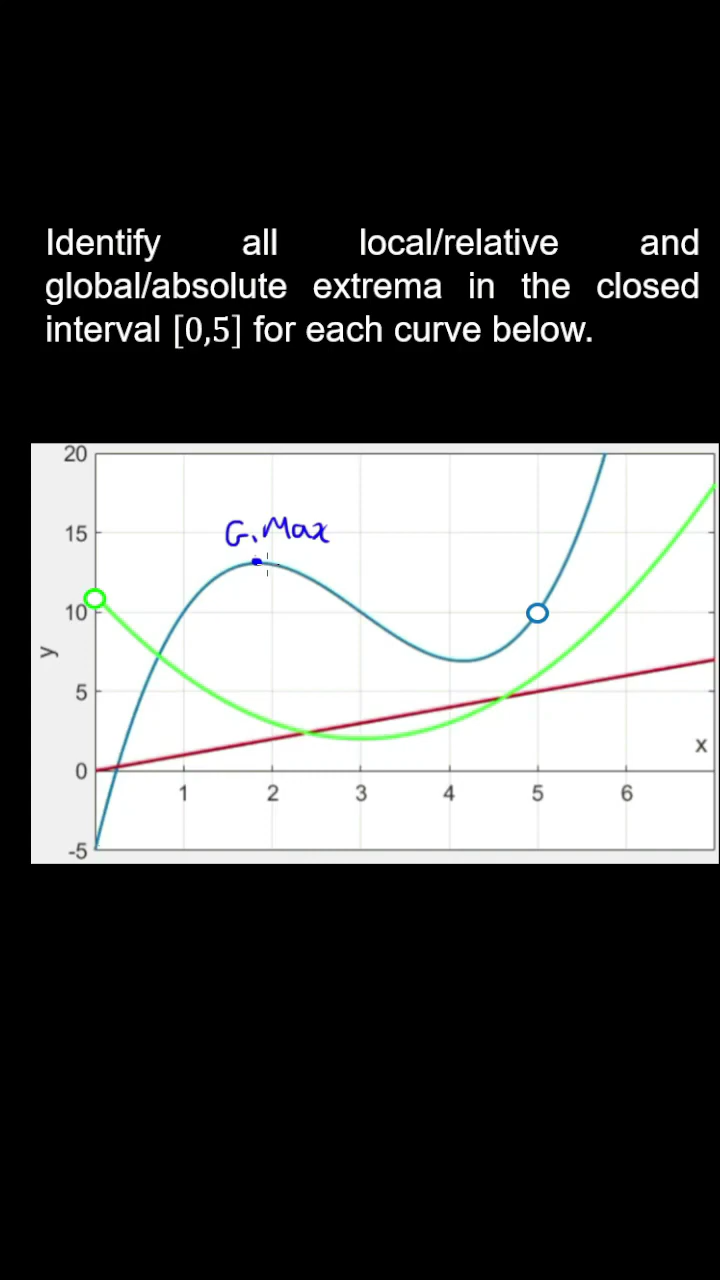 Identify all local/relative and
global/absolute extrema in the closed
interval [0,5] for each curve below.
20
G. Max
15
10
y
5
x
0
1 2 3 4 5 6
-5